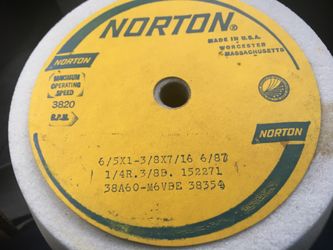 NORTON®
MADE IN U.S.A.
WORCESTER
MASSACHUSETTS
NORTON
MAXIMUM
OPERATING
SPEED
3820
R.P.M.
NORTON
6/5X1-3/8X7/16 6/87
1/4R.3/8B. 152271
38A60-M6VBE 38354